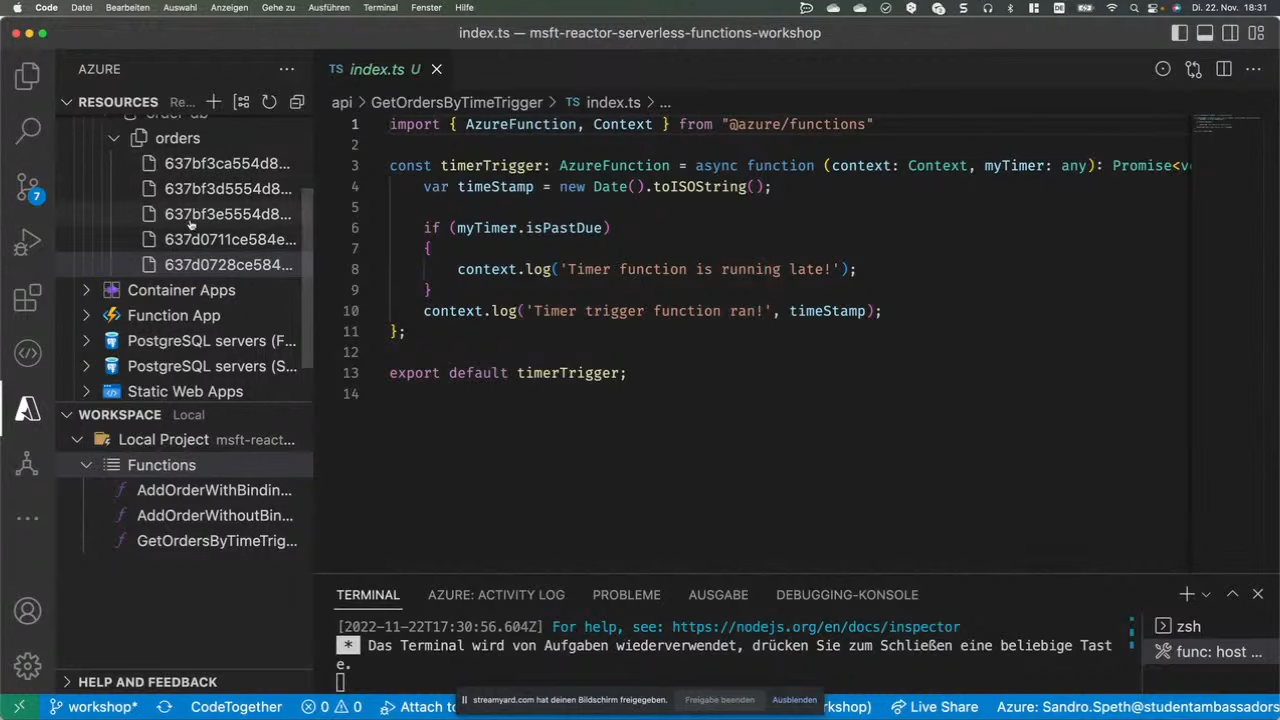 Code Datei Bearbeiten Auswahl Anzeigen Gehe zu Ausführen Terminal Fenster Hilfe DE Di. 22. Nov. 18:31
index.ts — msft-reactor-serverless-functions-workshop
AZURE
TS index.ts U
RESOURCES Re...
api > GetOrdersByTimeTrigger > TS index.ts > ...
orders
637bf3ca554d8...
637bf3d5554d8...
637bf3e5554d8...
637d0711ce584e...
637d0728ce584...
Container Apps
Function App
PostgreSQL servers (F...
PostgreSQL servers (S...
Static Web Apps
1 import { AzureFunction, Context } from "@azure/functions"
2
3 const timerTrigger: AzureFunction = async function (context: Context, myTimer: any): Promise<v
4 var timeStamp = new Date().toISOString();
5
6 if (myTimer.isPastDue)
7 {
8 context.log('Timer function is running late!');
9 }
10 context.log('Timer trigger function ran!', timeStamp);
11 };
12
13 export default timerTrigger;
14
WORKSPACE Local
Local Project msft-react...
Functions
AddOrderWithBindin...
AddOrderWithoutBin...
GetOrdersByTimeTrig...
7
HELP AND FEEDBACK
TERMINAL AZURE: ACTIVITY LOG PROBLEME AUSGABE DEBUGGING-KONSOLE
[2022-11-22T17:30:56.604Z] For help, see: https://nodejs.org/en/docs/inspector
* Das Terminal wird von Aufgaben wiederverwendet, drücken Sie zum Schließen eine beliebige Tast
e.
zsh
func: host ...
streamyard.com hat deinen Bildschirm freigegeben. Freigabe beenden Ausblenden
workshop* CodeTogether 0 0 Attach to kshop) Live Share Azure: Sandro.Speth@studentambassadors